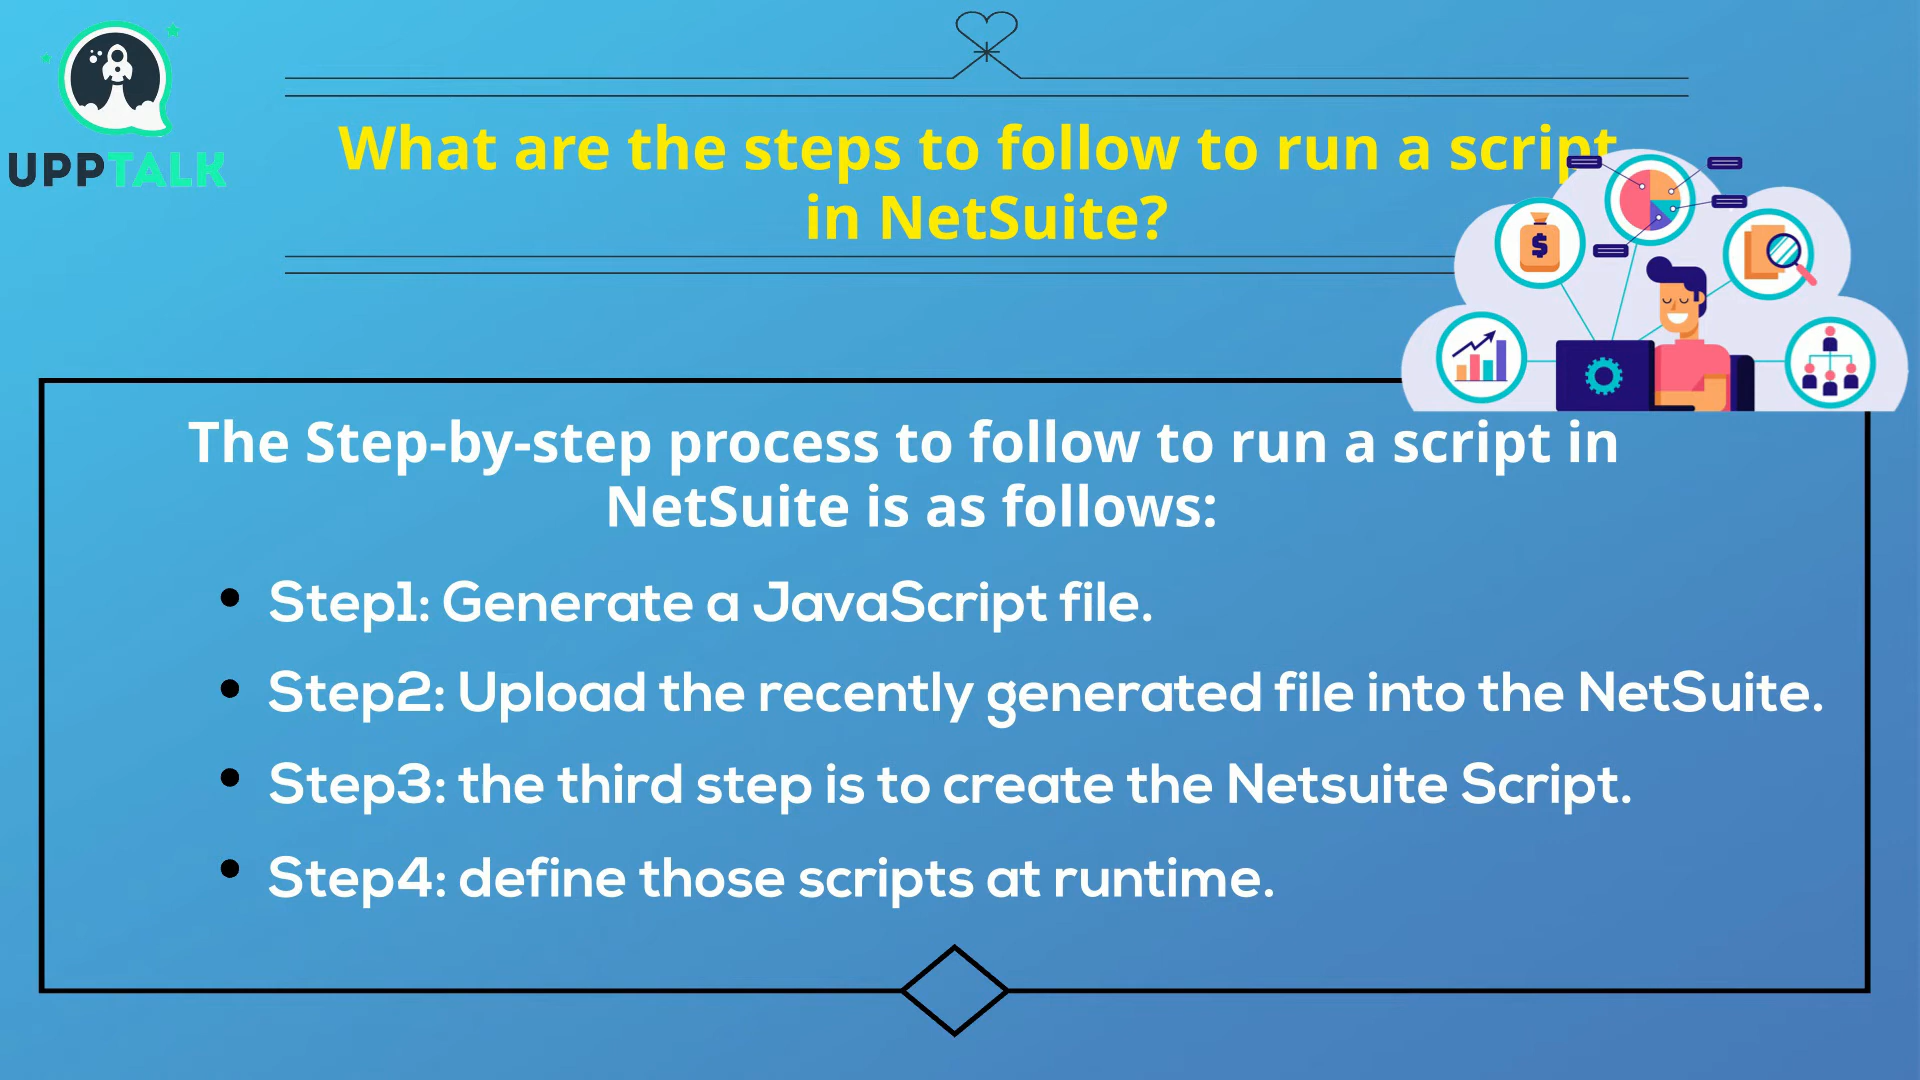 UPPTALK
What are the steps to follow to run a script
in NetSuite?
$
The Step-by-step process to follow to run a script in
NetSuite is as follows:
Step1: Generate a JavaScript file.
Step2: Upload the recently generated file into the NetSuite.
Step3: the third step is to create the Netsuite Script.
Step4: define those scripts at runtime.